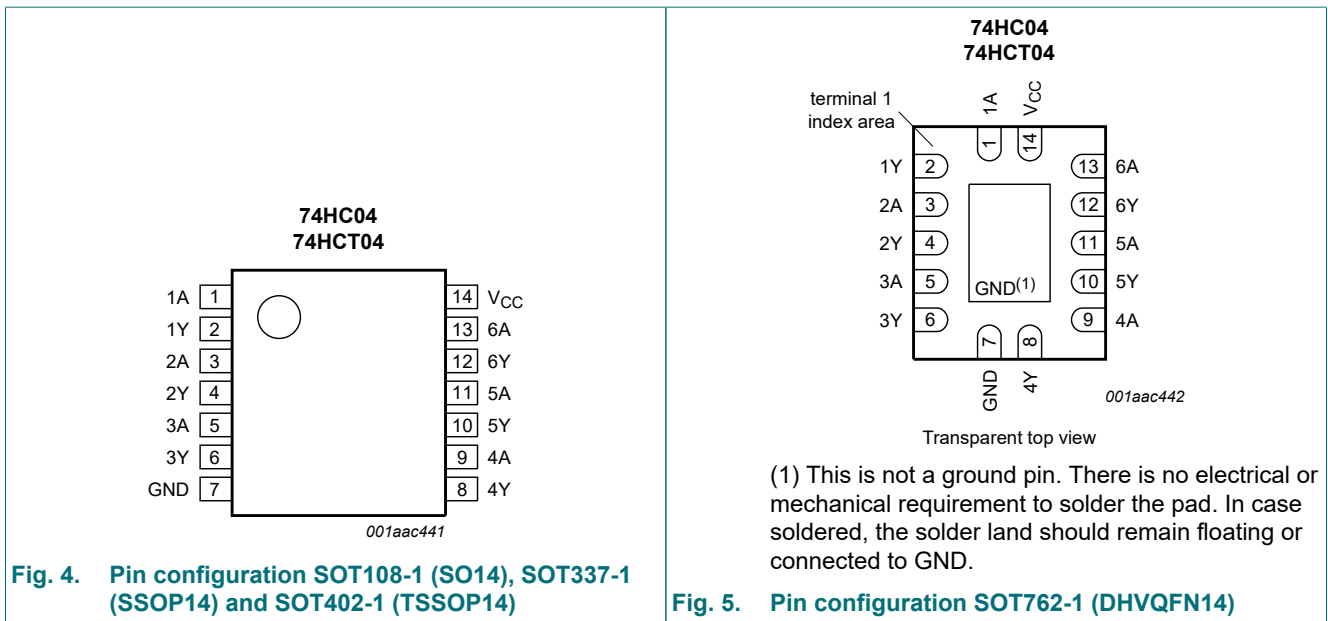 74HC04
74HCT04
1A 1
1Y 2
2A 3
2Y 4
3A 5
3Y 6
GND 7
14 VCC
13 6A
12 6Y
11 5A
10 5Y
9 4A
8 4Y
001aac441
Fig. 4. Pin configuration SOT108-1 (SO14), SOT337-1
(SSOP14) and SOT402-1 (TSSOP14)
74HC04
74HCT04
terminal 1
index area
1A
VCC
1
14
1Y 2
2A 3
2Y 4
3A 5
3Y 6
13 6A
12 6Y
11 5A
10 5Y
9 4A
GND(1)
7
8
GND
4Y
001aac442
Transparent top view
(1) This is not a ground pin. There is no electrical or
mechanical requirement to solder the pad. In case
soldered, the solder land should remain floating or
connected to GND.
Fig. 5. Pin configuration SOT762-1 (DHVQFN14)